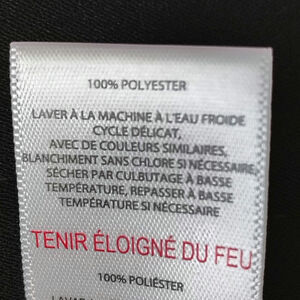 100% POLYESTER
LAVER À LA MACHINE À L'EAU FROIDE
CYCLE DÉLICAT,
AVEC DE COULEURS SIMILAIRES,
BLANCHIMENT SANS CHLORE SI NÉCESSAIRE,
SÉCHER PAR CULBUTAGE À BASSE
TEMPÉRATURE, REPASSER À BASSE
TEMPÉRATURE SI NÉCESSAIRE
TENIR ÉLOIGNÉ DU FEU
100% POLIÉSTER